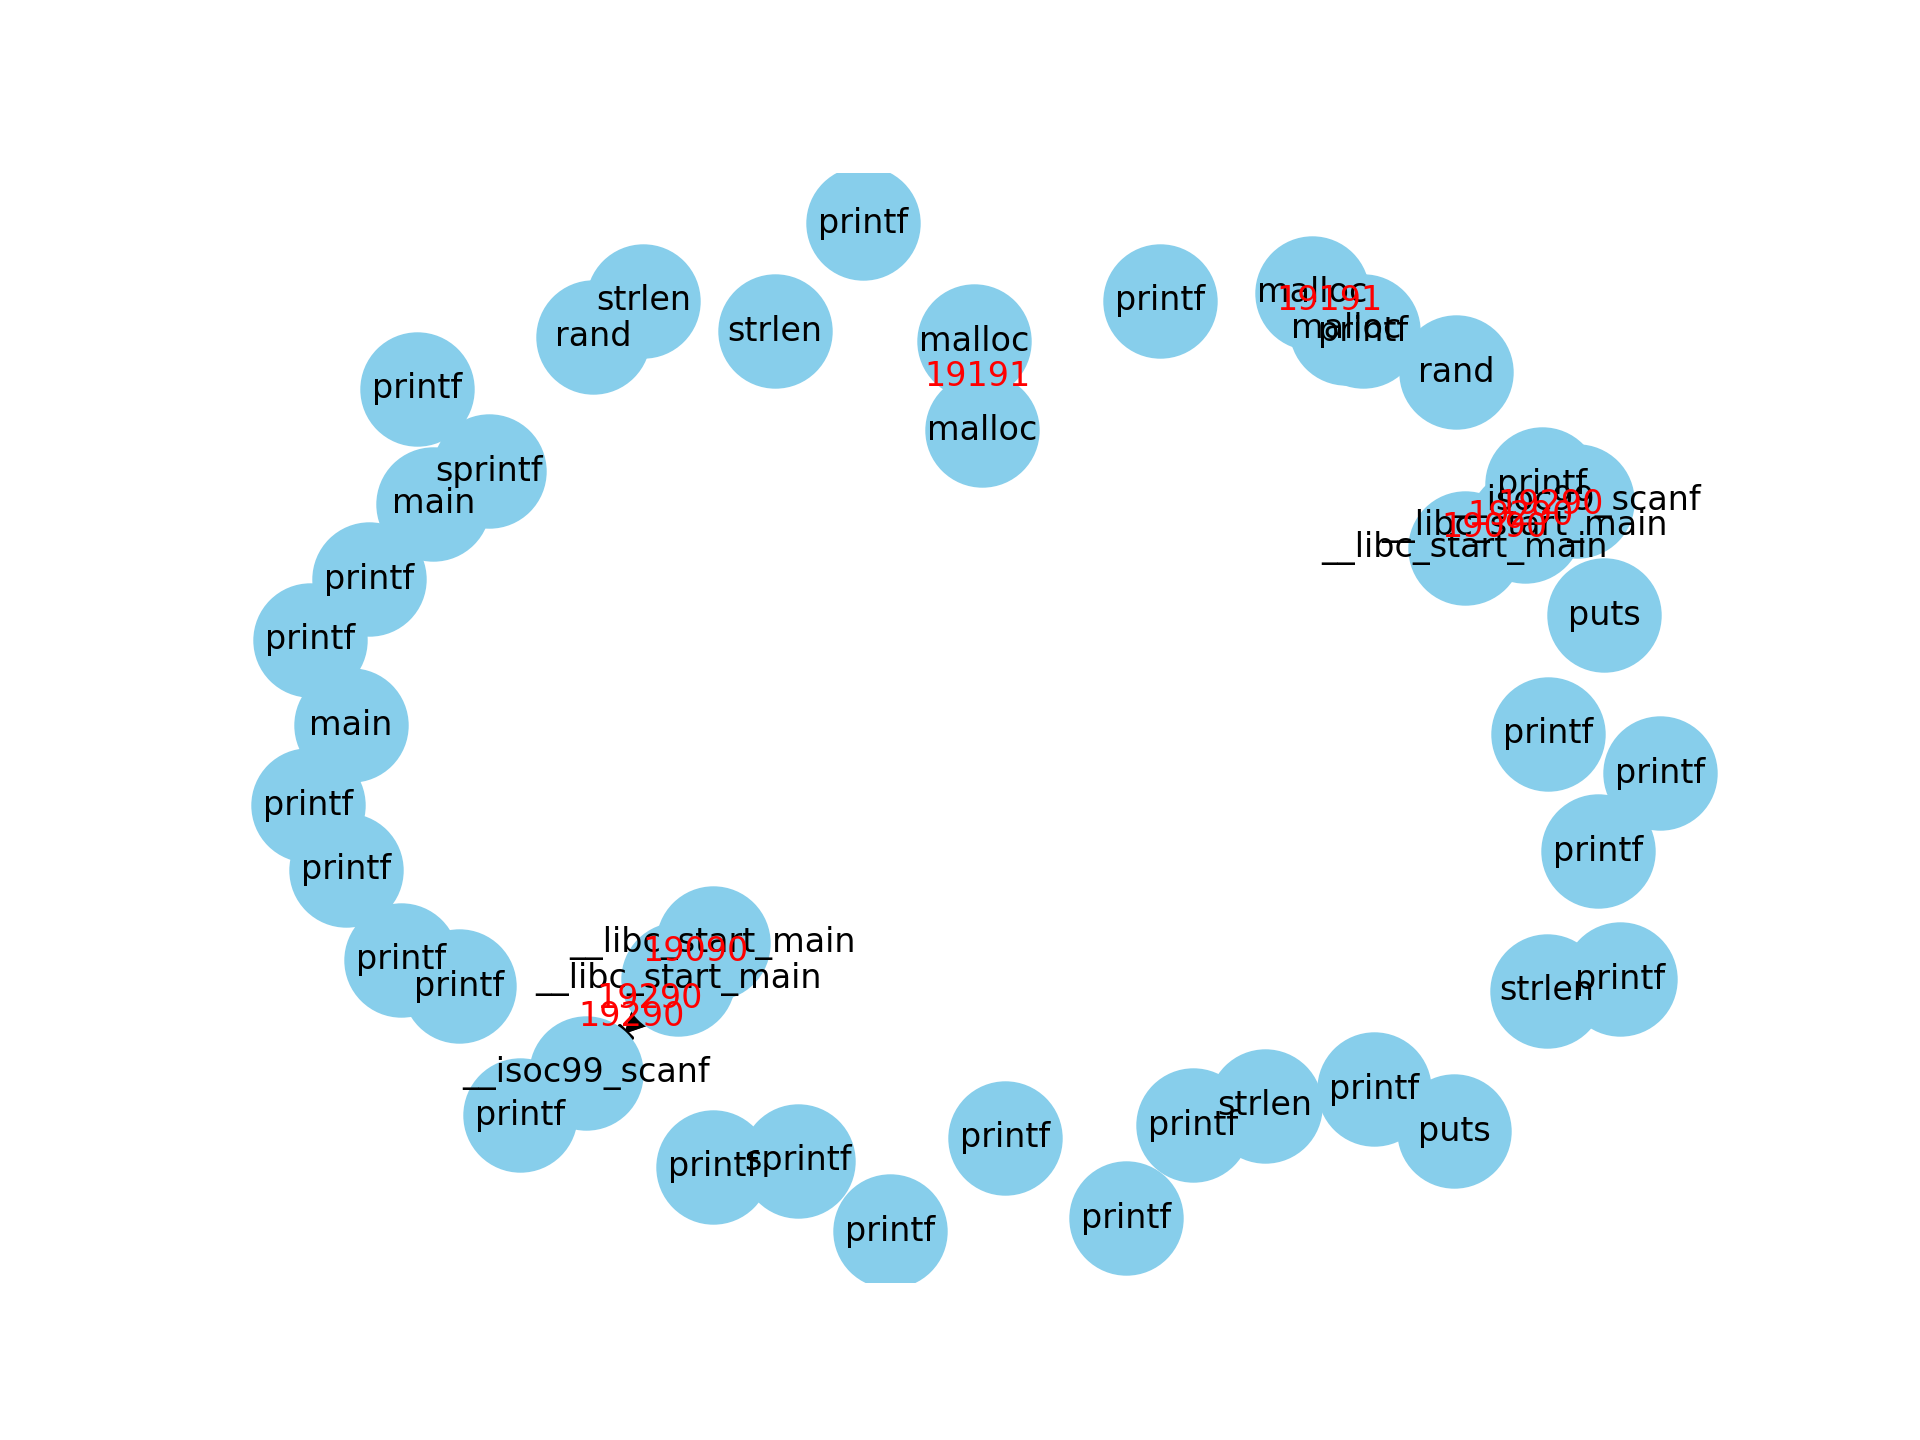 printf
strlen
printf
malloc
19191
rand
strlen
malloc
printf
malloc
19191
rand
printf
malloc
sprintf
printf
main
__isoc99_scanf
19290
__libc_start_main
19090
__libc_start_main
printf
puts
printf
main
printf
printf
printf
printf
printf
__libc_start_main
19090
printf
__libc_start_main
printf
strlen
printf
19290
19290
__isoc99_scanf
printf
printf
strlen
printf
printf
puts
printf
sprintf
printf
printf